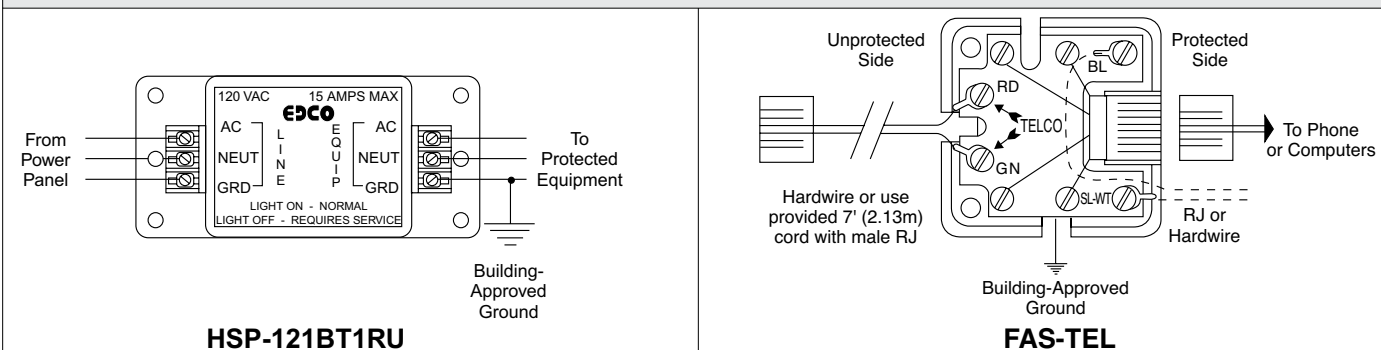 120 VAC 15 AMPS MAX
EDCO
AC
NEUT
GRD
LINE
EQUIP
AC
NEUT
GRD
LIGHT ON - NORMAL
LIGHT OFF - REQUIRES SERVICE
From
Power
Panel
To
Protected
Equipment
Building-
Approved
Ground
HSP-121BT1RU
Unprotected
Side
Protected
Side
BL
RD
TELCO
GN
SL-WT
To Phone
or Computers
Hardwire or use
provided 7' (2.13m)
cord with male RJ
RJ or
Hardwire
Building-Approved
Ground
FAS-TEL